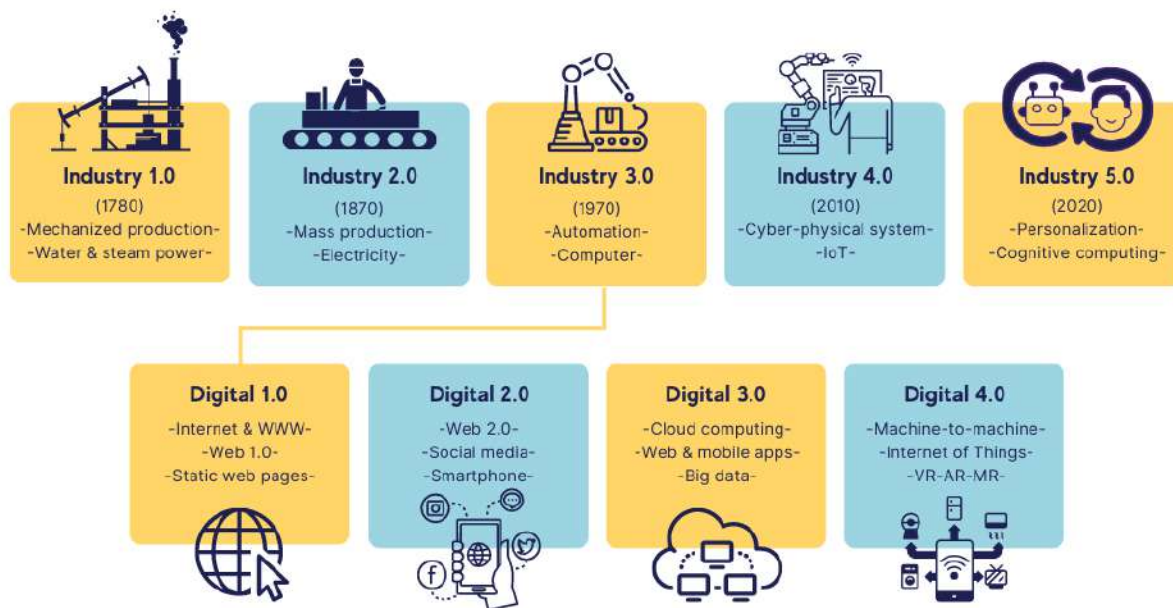 Industry 1.0
(1780)
-Mechanized production-
-Water & steam power-
Industry 2.0
(1870)
-Mass production-
-Electricity-
Industry 3.0
(1970)
-Automation-
-Computer-
Industry 4.0
(2010)
-Cyber-physical system-
-IoT-
Industry 5.0
(2020)
-Personalization-
-Cognitive computing-
Digital 1.0
-Internet & WWW-
-Web 1.0-
-Static web pages-
Digital 2.0
-Web 2.0-
-Social media-
-Smartphone-
Digital 3.0
-Cloud computing-
-Web & mobile apps-
-Big data-
Digital 4.0
-Machine-to-machine-
-Internet of Things-
-VR-AR-MR-